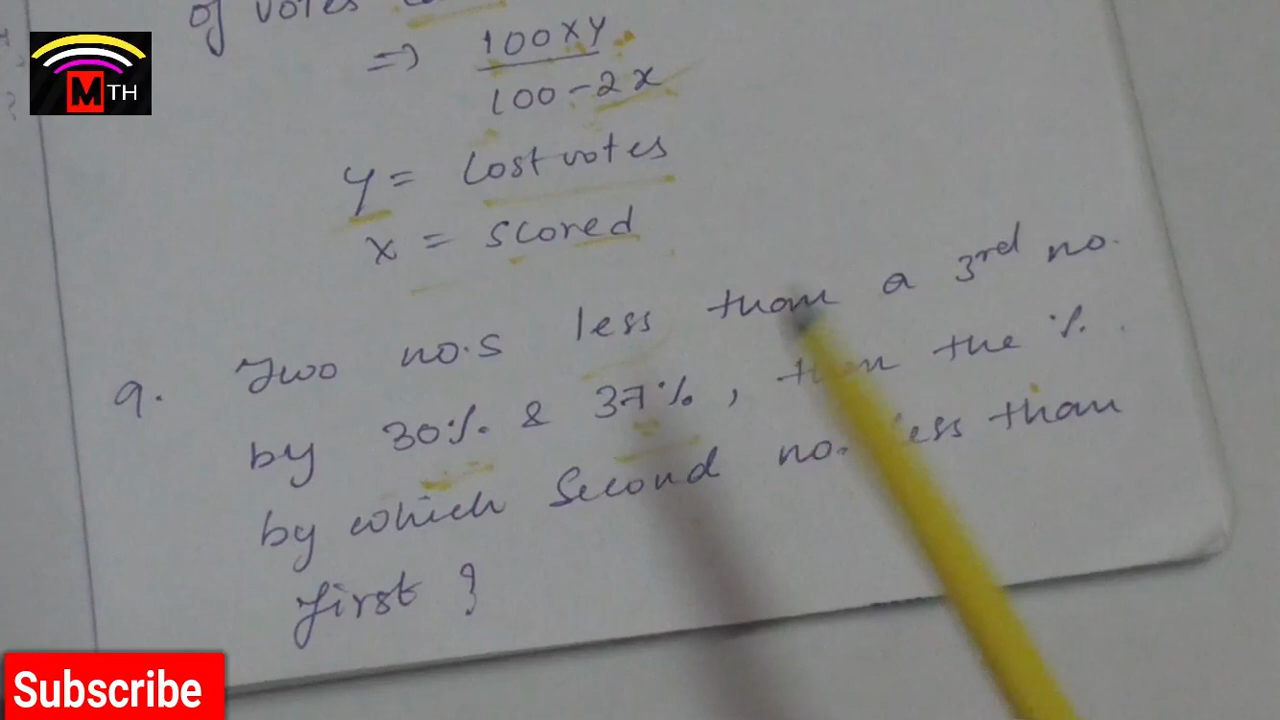 of votes
=> 100xy
100-2x
y = Lost votes
x = scored
MTH
9. Two no.s less than a 3rd no.
by 30% & 37%, then the %.
by which Second no. less than
first ?
Subscribe